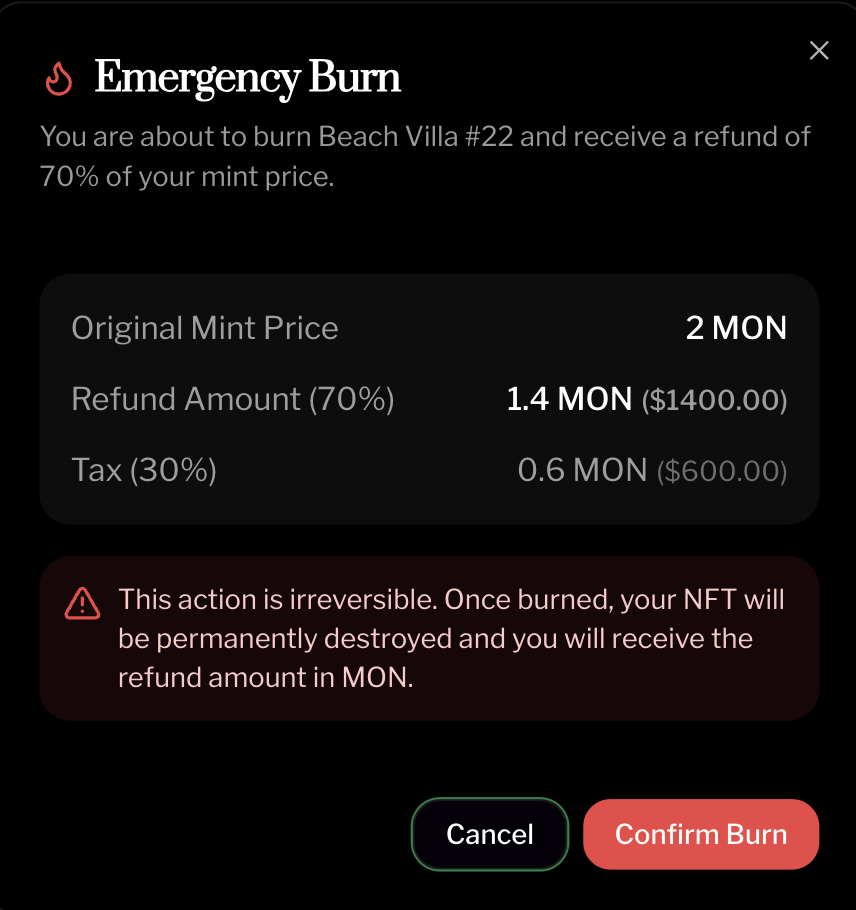 Emergency Burn
You are about to burn Beach Villa #22 and receive a refund of
70% of your mint price.
Original Mint Price 2 MON
Refund Amount (70%) 1.4 MON ($1400.00)
Tax (30%) 0.6 MON ($600.00)
This action is irreversible. Once burned, your NFT will
be permanently destroyed and you will receive the
refund amount in MON.
Cancel Confirm Burn